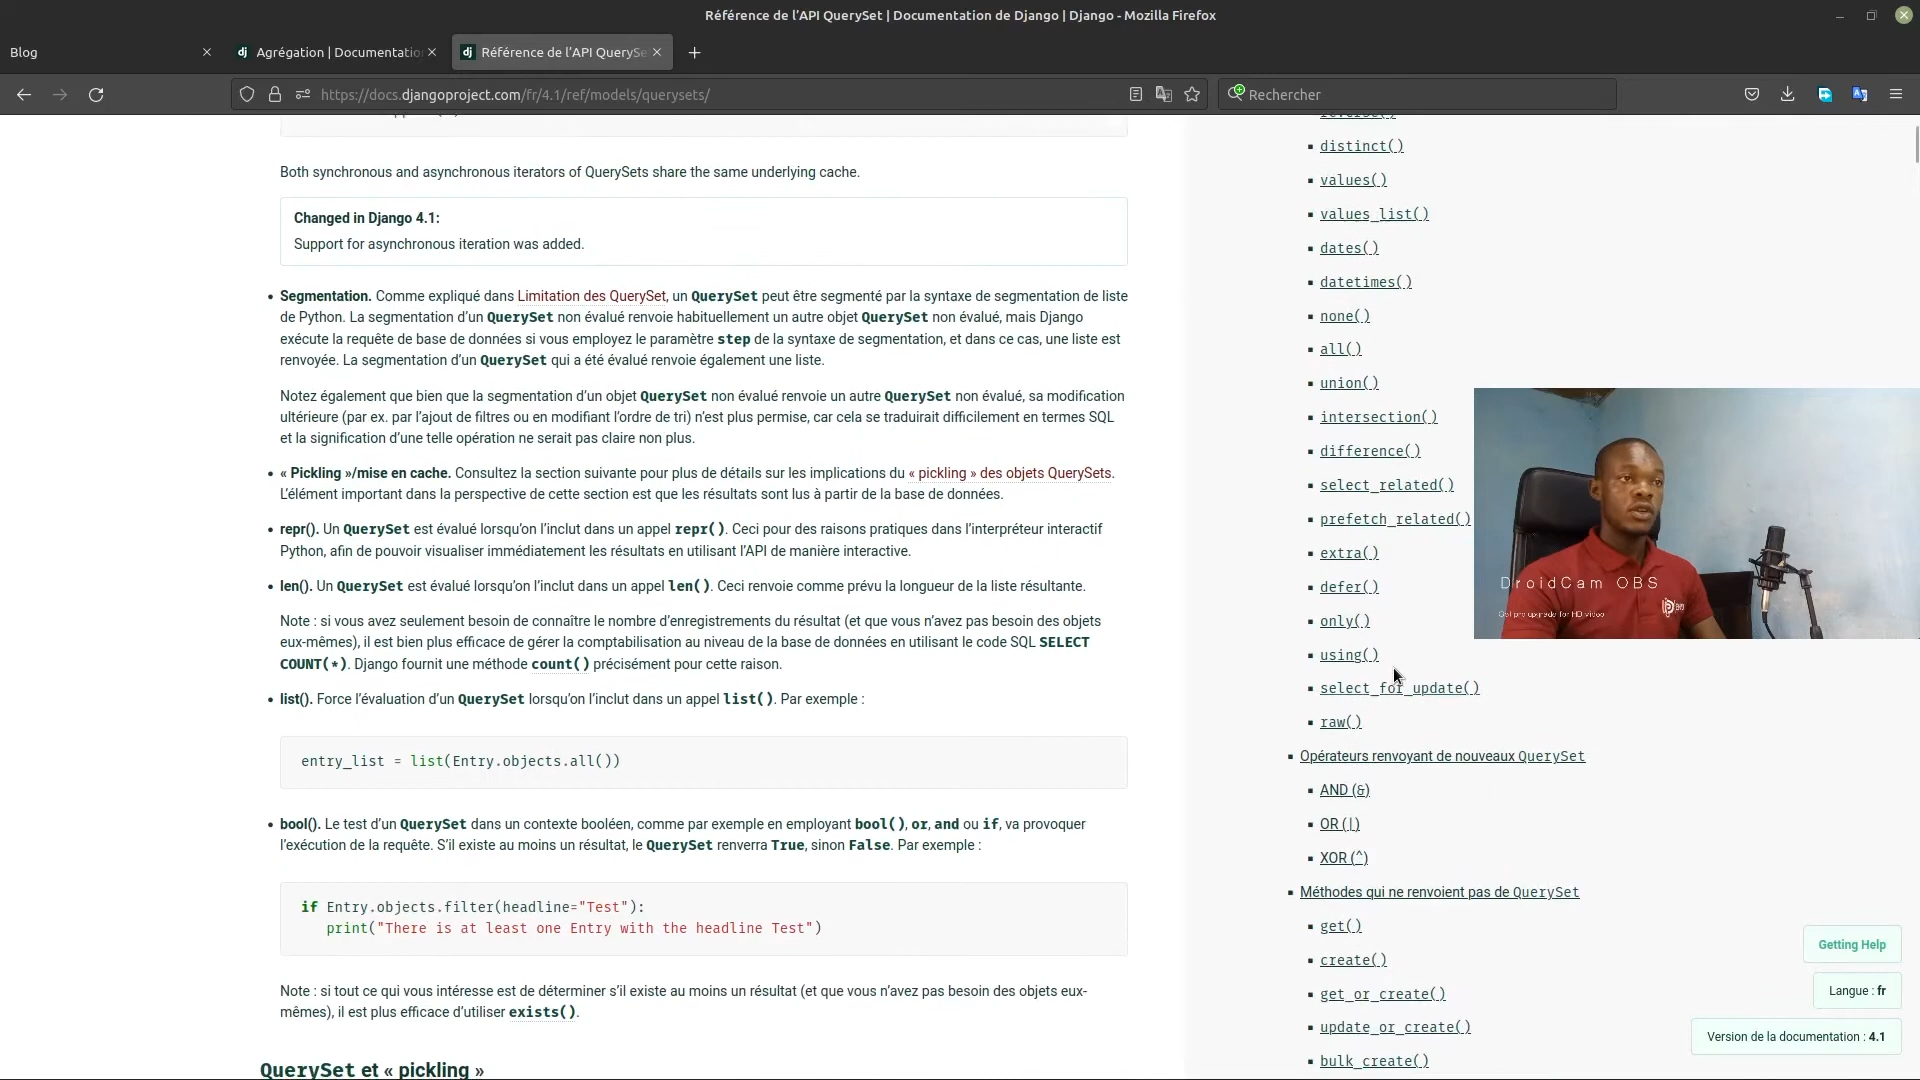 Référence de l'API QuerySet | Documentation de Django | Django - Mozilla Firefox
Blog
Agrégation | Documentatio
Référence de l'API QuerySe
https://docs.djangoproject.com/fr/4.1/ref/models/querysets/
Rechercher
Both synchronous and asynchronous iterators of QuerySets share the same underlying cache.
Changed in Django 4.1:
Support for asynchronous iteration was added.
Segmentation. Comme expliqué dans Limitation des QuerySet, un QuerySet peut être segmenté par la syntaxe de segmentation de liste
de Python. La segmentation d'un QuerySet non évalué renvoie habituellement un autre objet QuerySet non évalué, mais Django
exécute la requête de base de données si vous employez le paramètre step de la syntaxe de segmentation, et dans ce cas, une liste est
renvoyée. La segmentation d'un QuerySet qui a été évalué renvoie également une liste.
Notez également que bien que la segmentation d'un objet QuerySet non évalué renvoie un autre QuerySet non évalué, sa modification
ultérieure (par ex. par l'ajout de filtres ou en modifiant l'ordre de tri) n'est plus permise, car cela se traduirait difficilement en termes SQL
et la signification d'une telle opération ne serait pas claire non plus.
« Pickling »/mise en cache. Consultez la section suivante pour plus de détails sur les implications du « pickling » des objets QuerySets.
L'élément important dans la perspective de cette section est que les résultats sont lus à partir de la base de données.
repr(). Un QuerySet est évalué lorsqu'on l'inclut dans un appel repr(). Ceci pour des raisons pratiques dans l'interpréteur interactif
Python, afin de pouvoir visualiser immédiatement les résultats en utilisant l'API de manière interactive.
len(). Un QuerySet est évalué lorsqu'on l'inclut dans un appel len(). Ceci renvoie comme prévu la longueur de la liste résultante.
Note : si vous avez seulement besoin de connaître le nombre d'enregistrements du résultat (et que vous n'avez pas besoin des objets
eux-mêmes), il est bien plus efficace de gérer la comptabilisation au niveau de la base de données en utilisant le code SQL SELECT
COUNT(*). Django fournit une méthode count() précisément pour cette raison.
list(). Force l'évaluation d'un QuerySet lorsqu'on l'inclut dans un appel list(). Par exemple :
entry_list = list(Entry.objects.all())
bool(). Le test d'un QuerySet dans un contexte booléen, comme par exemple en employant bool(), or, and ou if, va provoquer
l'exécution de la requête. S'il existe au moins un résultat, le QuerySet renverra True, sinon False. Par exemple :
if Entry.objects.filter(headline="Test"):
print("There is at least one Entry with the headline Test")
Note : si tout ce qui vous intéresse est de déterminer s'il existe au moins un résultat (et que vous n'avez pas besoin des objets eux-
mêmes), il est plus efficace d'utiliser exists().
QuerySet et « pickling »
reverse()
distinct()
values()
values_list()
dates()
datetimes()
none()
all()
union()
intersection()
difference()
select_related()
prefetch_related()
extra()
defer()
only()
using()
select_for_update()
raw()
Opérateurs renvoyant de nouveaux QuerySet
AND (&)
OR (|)
XOR (^)
Méthodes qui ne renvoient pas de QuerySet
get()
create()
get_or_create()
update_or_create()
bulk_create()
DroidCam OBS
Get pro upgrade for HD video
Getting Help
Langue : fr
Version de la documentation : 4.1